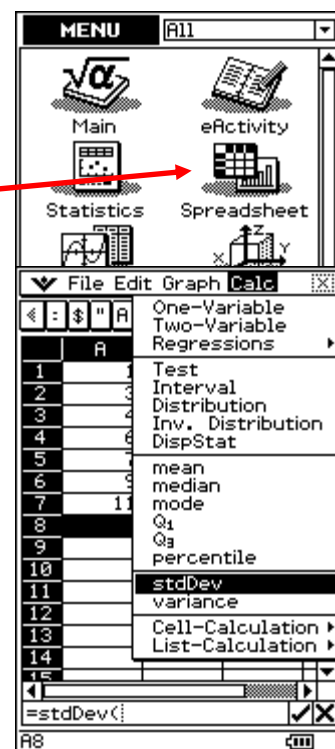 MENU All
Main eActivity
Statistics Spreadsheet
Z
Y
X
File Edit Graph Calc
: $ " A
One-Variable
Two-Variable
Regressions
Test
Interval
Distribution
Inv. Distribution
DispStat
mean
median
mode
Q1
Q3
percentile
stdDev
variance
Cell-Calculation
List-Calculation
A
1
2
3
4
5
6
7 11
8
9
10
11
12
13
14
15
=stdDev(
A8